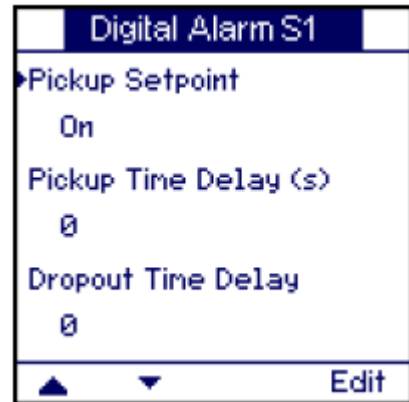 Digital Alarm S1
Pickup Setpoint
On
Pickup Time Delay (s)
0
Dropout Time Delay
0
Edit